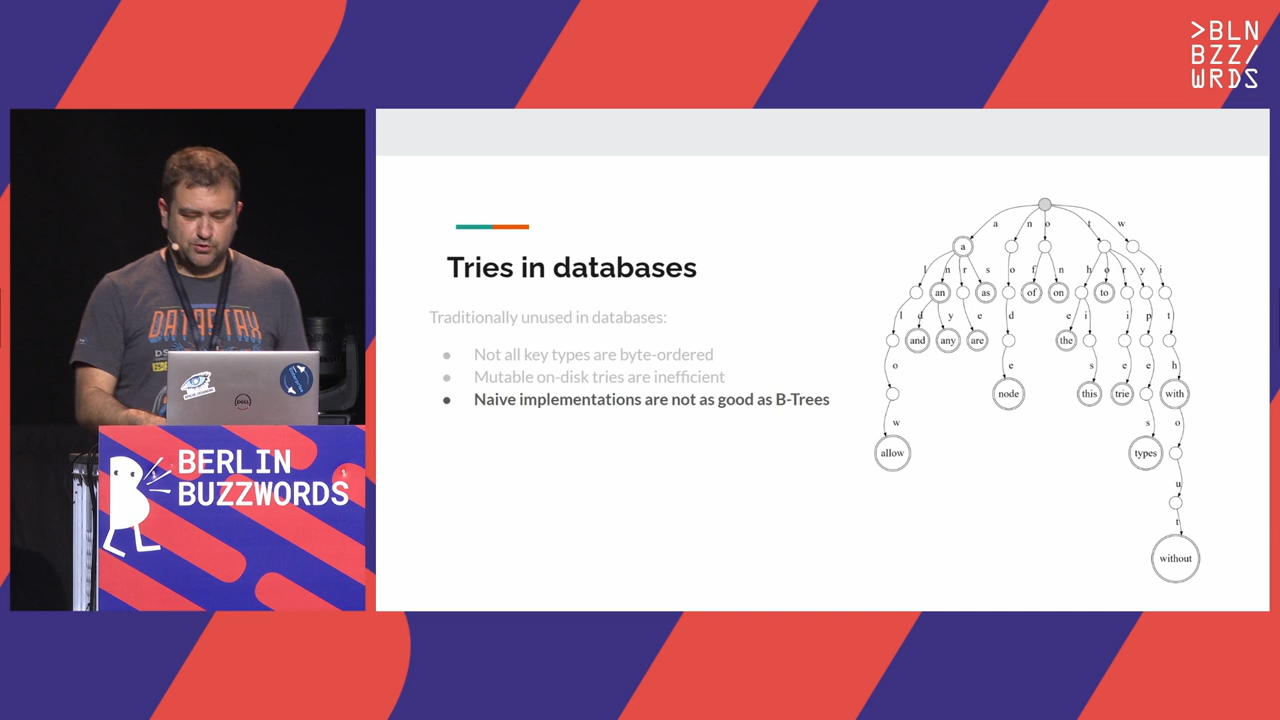 >BLN
BZZ/
WRDS
Tries in databases
Traditionally unused in databases:
● Not all key types are byte-ordered
● Mutable on-disk tries are inefficient
● Naive implementations are not as good as B-Trees
a n o t w
a
l n r s o f n h o r y i
an as of on to
l d y e d e i i p t
and any are the
o e s e e h
node this trie with
w s o
allow types
u
t
without
DATASTAX
DELL
BERLIN
BUZZWORDS